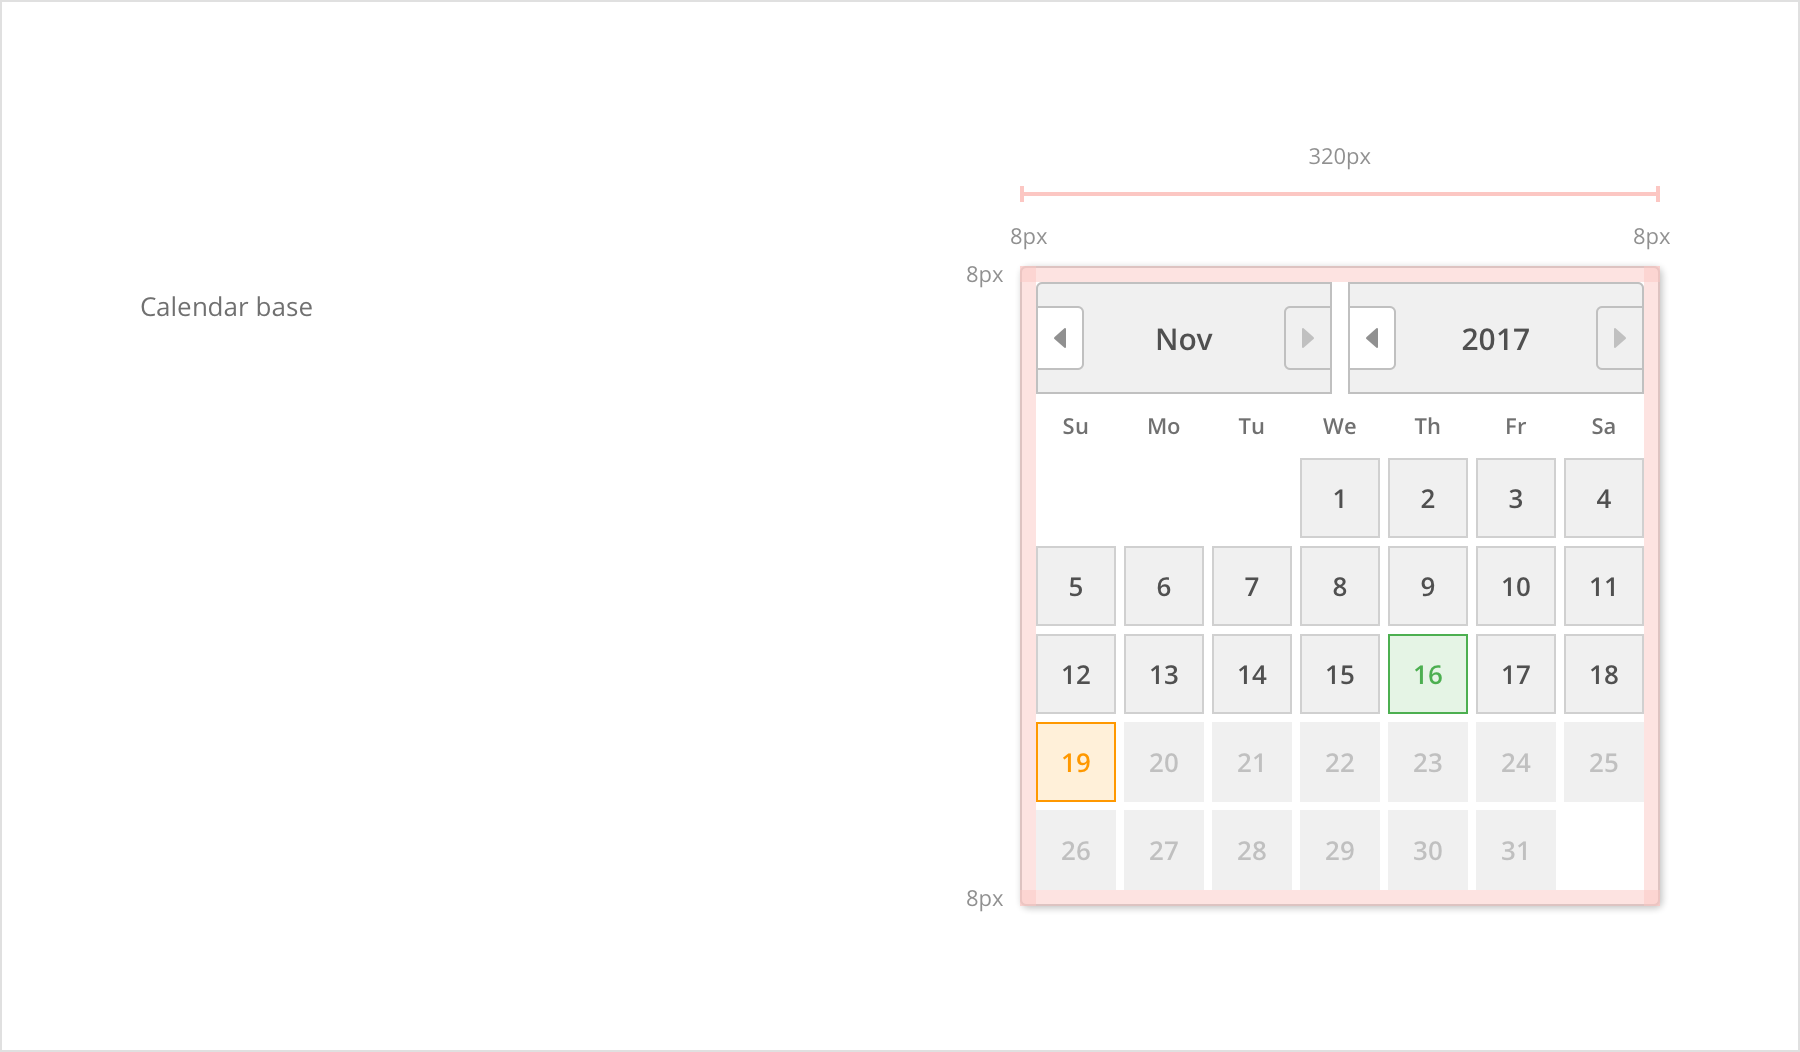 320px
8px 8px
8px
Calendar base
Nov 2017
Su Mo Tu We Th Fr Sa
1 2 3 4
5 6 7 8 9 10 11
12 13 14 15 16 17 18
19 20 21 22 23 24 25
26 27 28 29 30 31
8px